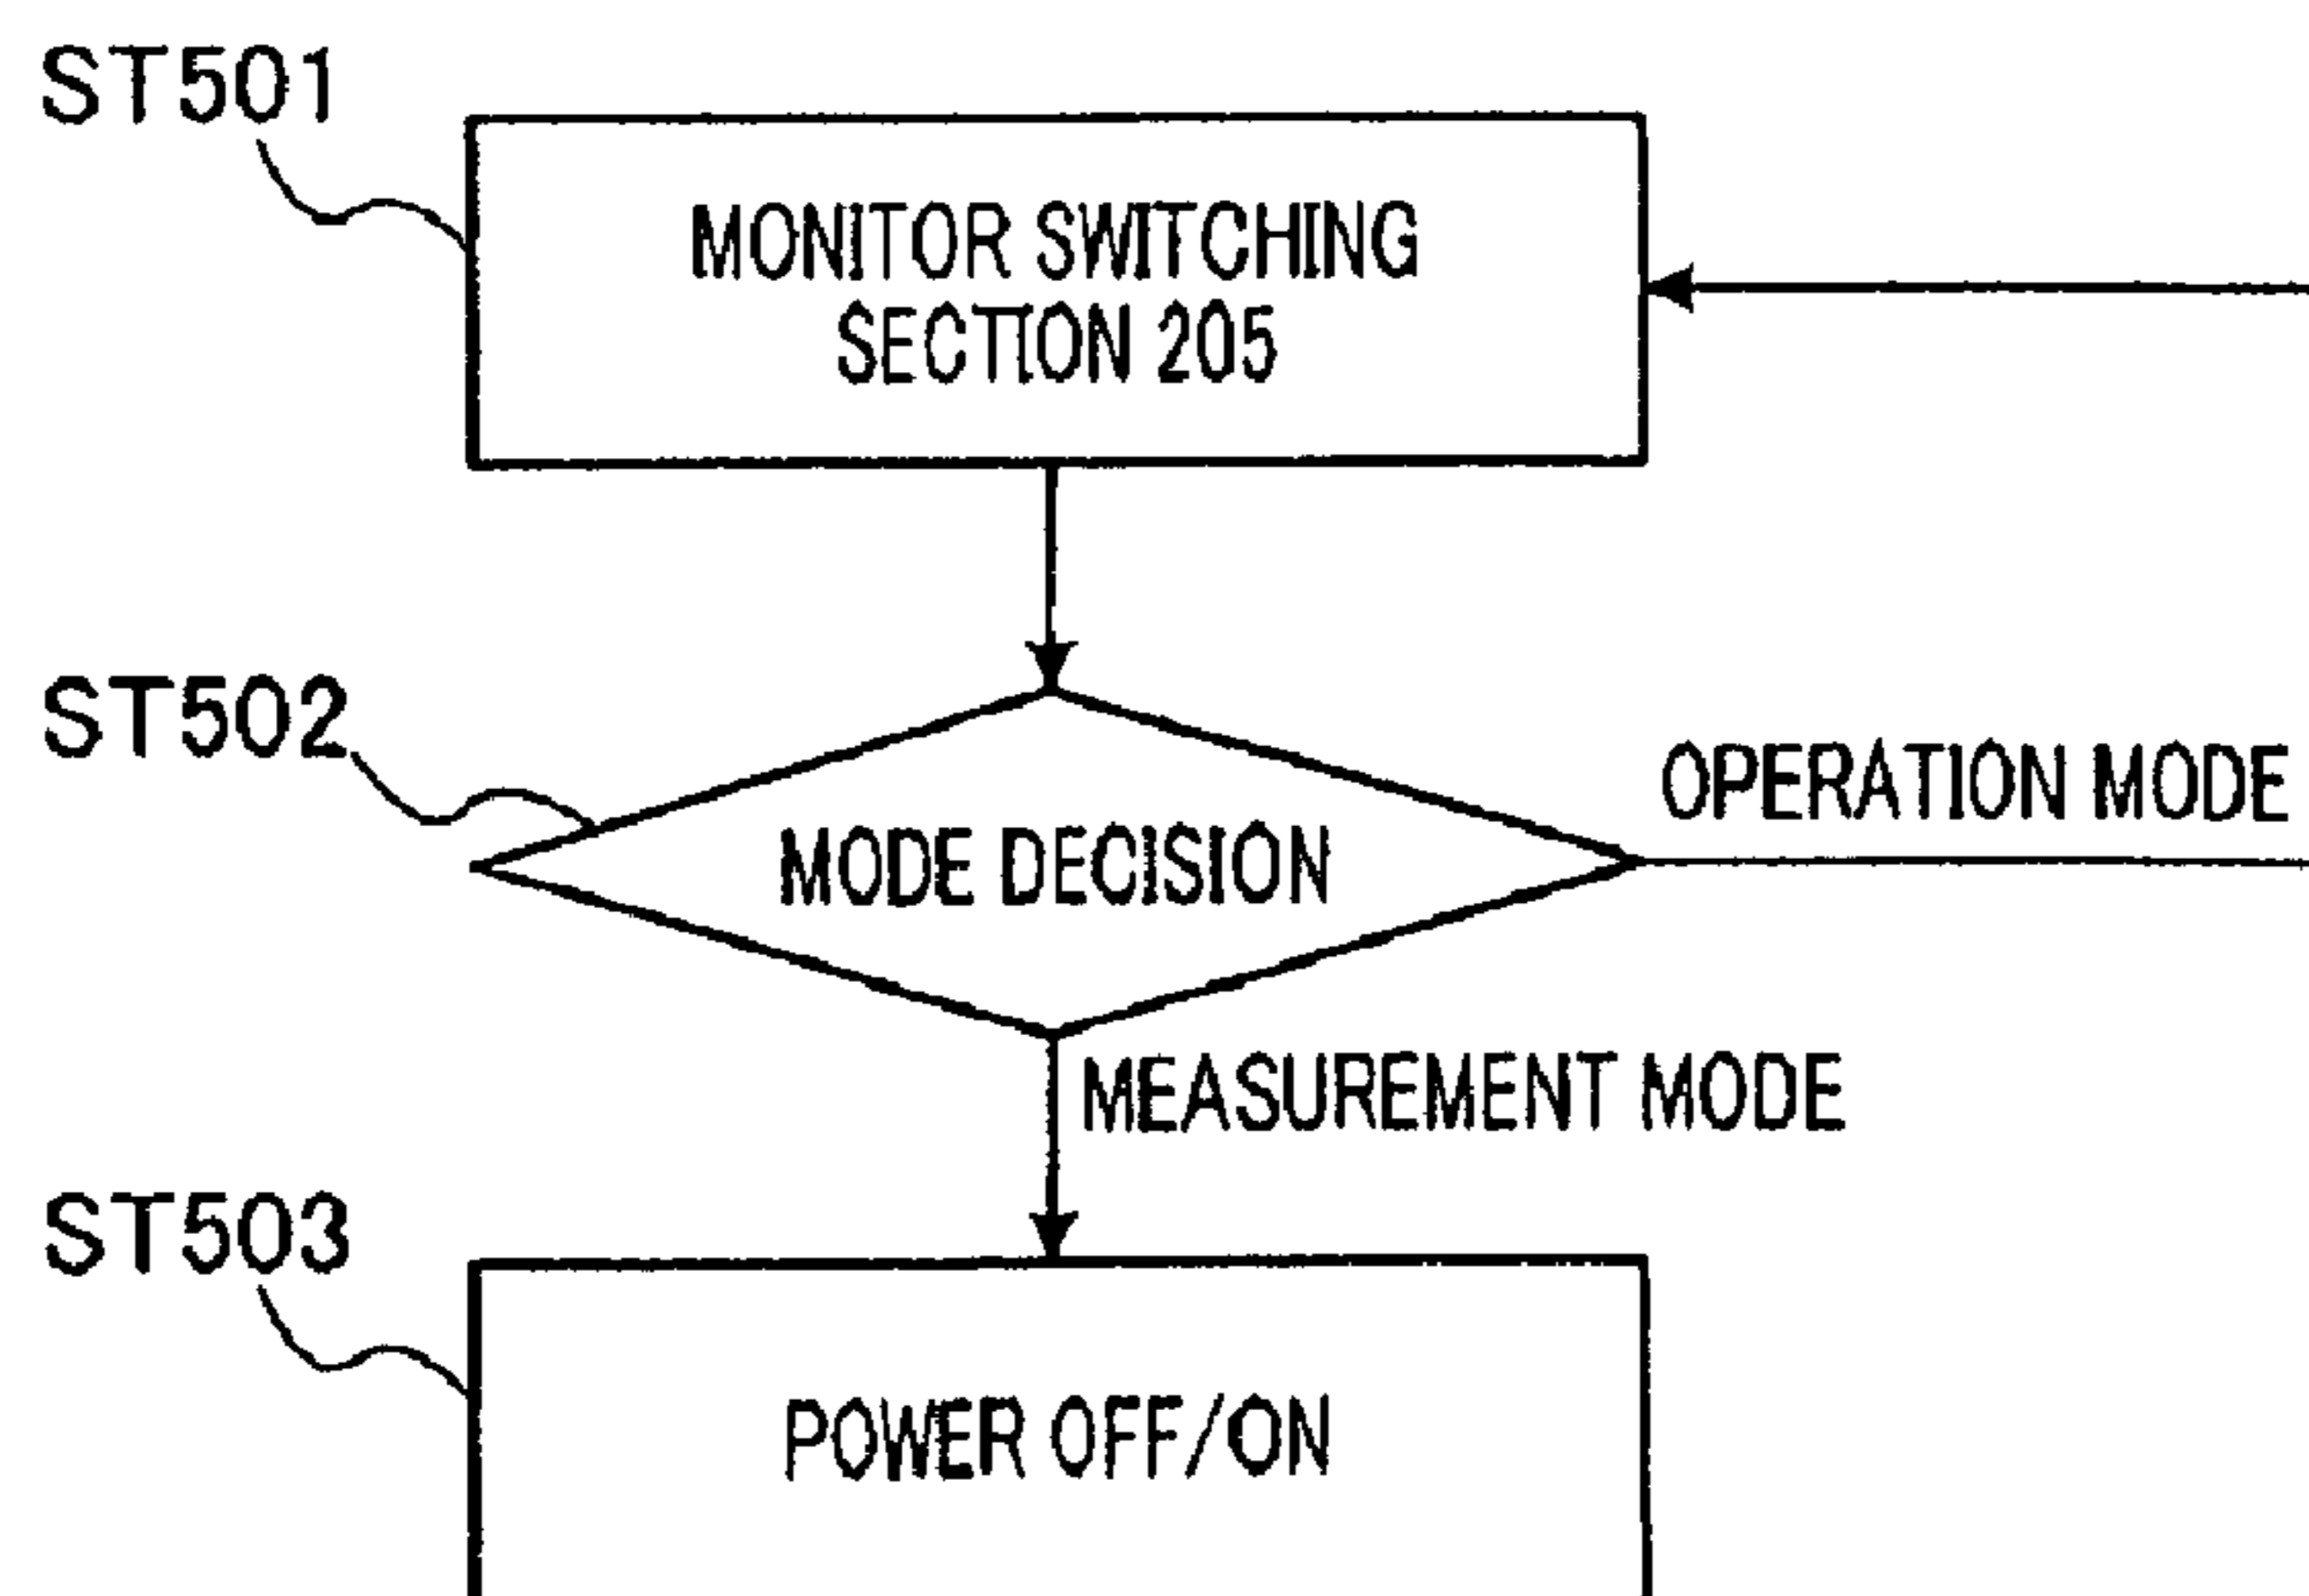 ST501
MONITOR SWITCHING
SECTION 205
ST502
OPERATION MODE
MODE DECISION
MEASUREMENT MODE
ST503
POWER OFF/ON